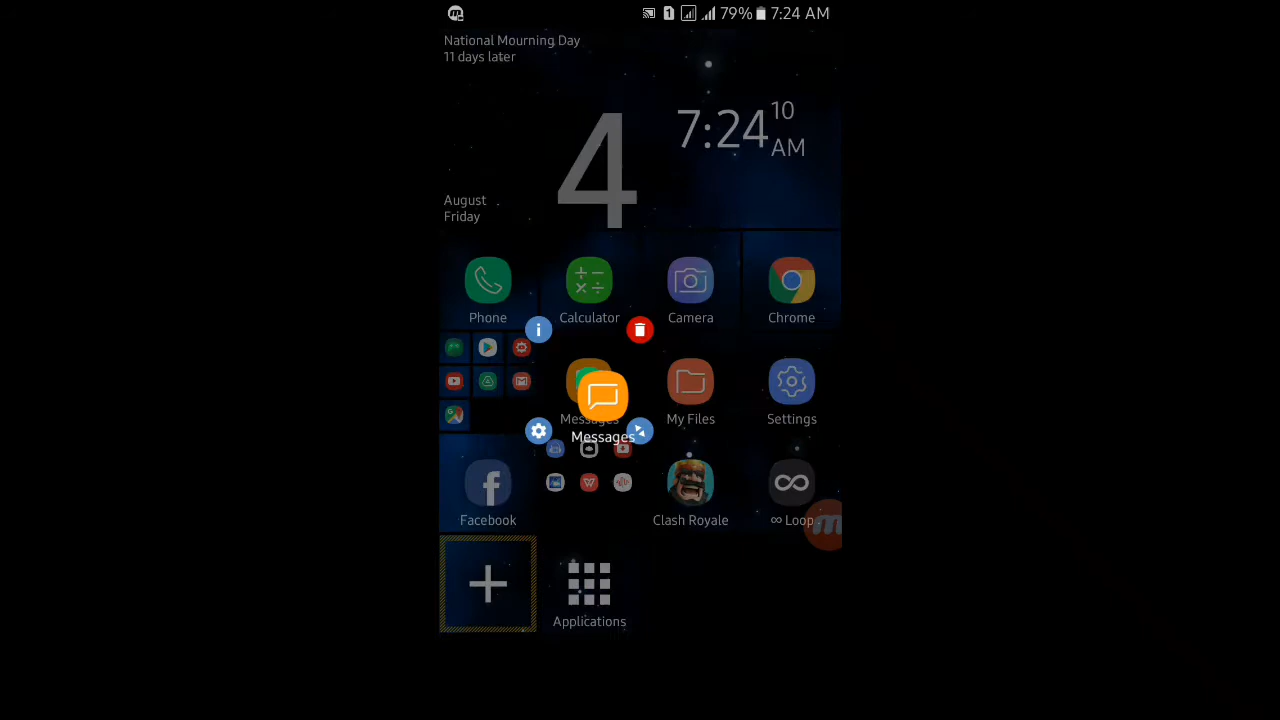 79% 7:24 AM
National Mourning Day
11 days later
4
7:24 10 AM
August
Friday
Phone
Calculator
Camera
Chrome
Messages
My Files
Settings
Messages
Facebook
Clash Royale
∞ Loop
Applications